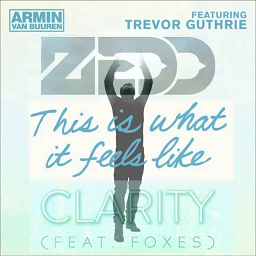 ARMIN
VAN BUUREN
FEATURING
TREVOR GUTHRIE
ZEDD
This is what
it feels like
CLARITY
(FEAT. FOXES)